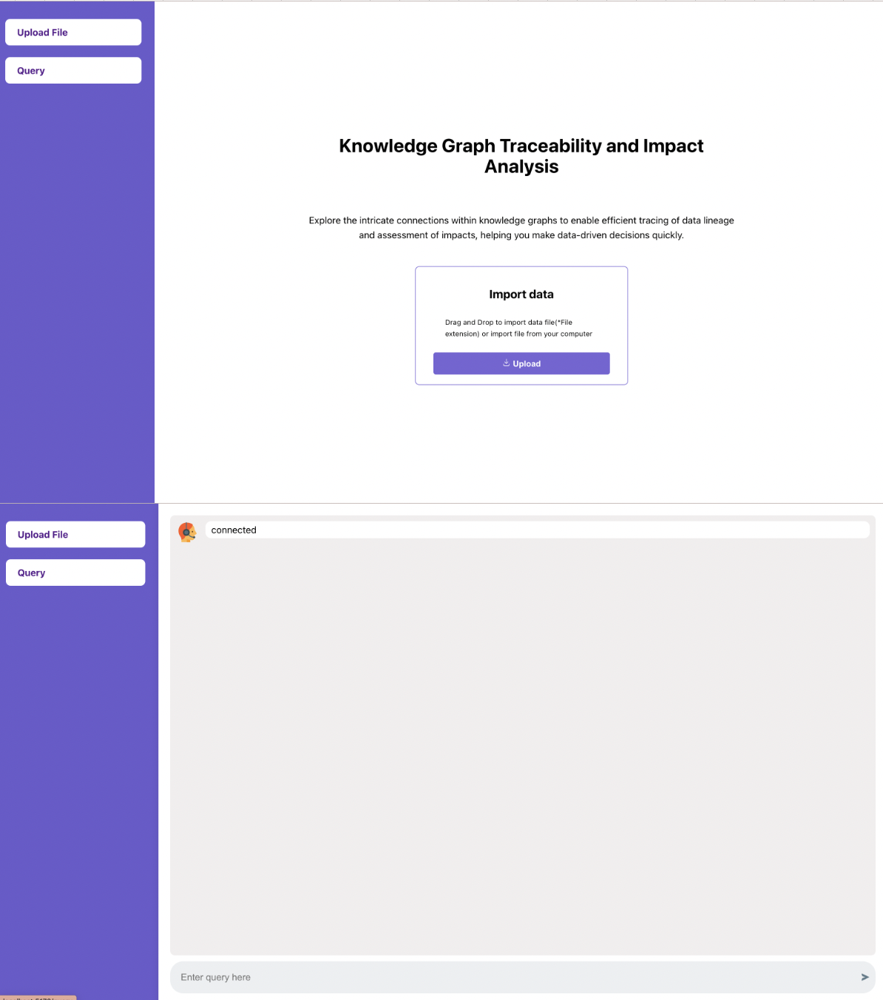 Upload File
Query
Knowledge Graph Traceability and Impact
Analysis
Explore the intricate connections within knowledge graphs to enable efficient tracing of data lineage
and assessment of impacts, helping you make data-driven decisions quickly.
Import data
Drag and Drop to import data file(*File
extension) or import file from your computer
Upload
Upload File
Query
connected
Enter query here